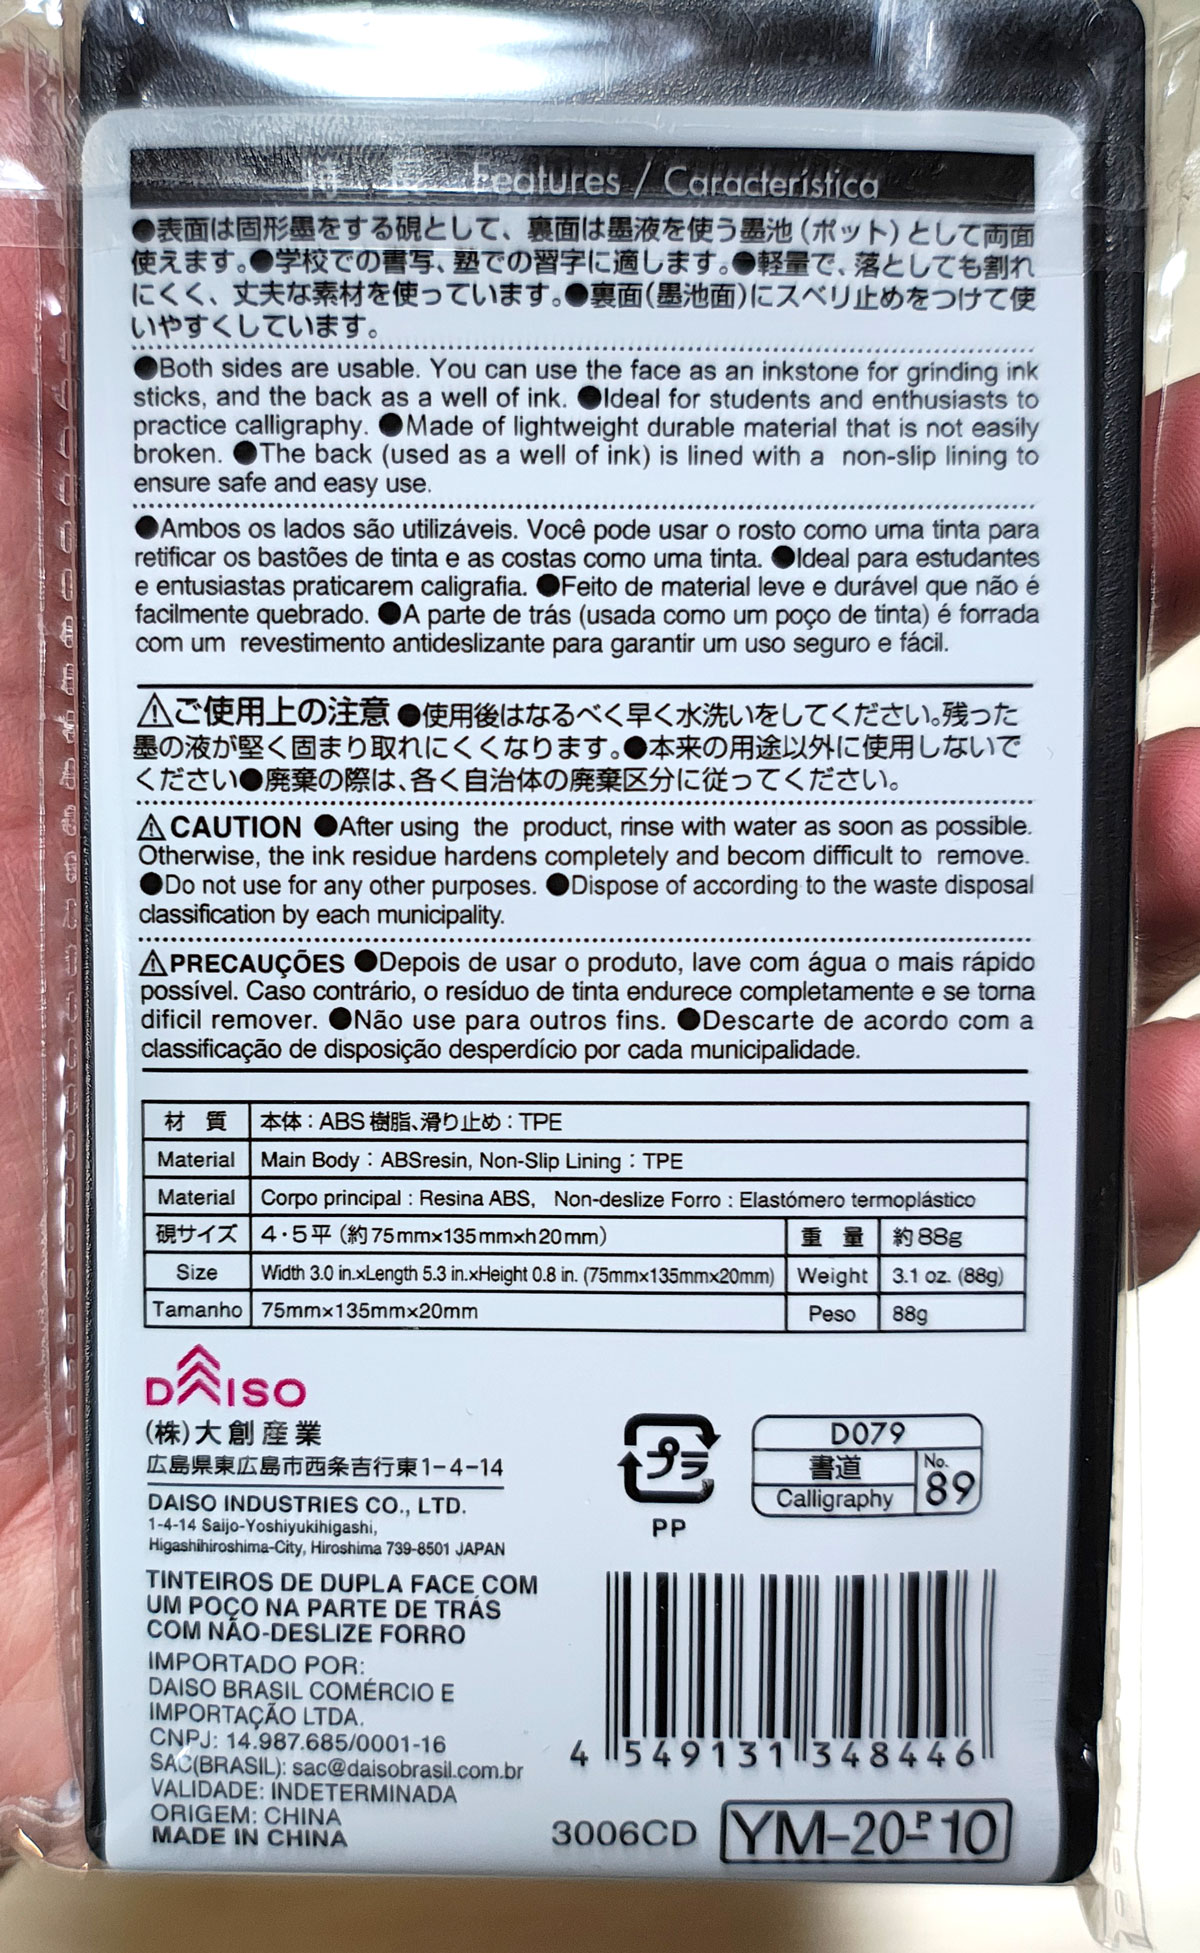 特 長 Features / Característica
●表面は固形墨をする硯として、裏面は墨液を使う墨池（ポット）として両面
使えます。●学校での書写、塾での習字に適します。●軽量で、落としても割れ
にくく、丈夫な素材を使っています。●裏面（墨池面）にスベリ止めをつけて使
いやすくしています。
●Both sides are usable. You can use the face as an inkstone for grinding ink
sticks, and the back as a well of ink. ●Ideal for students and enthusiasts to
practice calligraphy. ●Made of lightweight durable material that is not easily
broken. ●The back (used as a well of ink) is lined with a non-slip lining to
ensure safe and easy use.
●Ambos os lados são utilizáveis. Você pode usar o rosto como uma tinta para
retificar os bastões de tinta e as costas como uma tinta. ●Ideal para estudantes
e entusiastas praticarem caligrafia. ●Feito de material leve e durável que não é
facilmente quebrado. ●A parte de trás (usada como um poço de tinta) é forrada
com um revestimento antideslizante para garantir um uso seguro e fácil.
⚠ご使用上の注意 ●使用後はなるべく早く水洗いをしてください。残った
墨の液が堅く固まり取れにくくなります。●本来の用途以外に使用しないで
ください●廃棄の際は、各く自治体の廃棄区分に従ってください。
⚠CAUTION ●After using the product, rinse with water as soon as possible.
Otherwise, the ink residue hardens completely and becom difficult to remove.
●Do not use for any other purposes. ●Dispose of according to the waste disposal
classification by each municipality.
⚠PRECAUÇÕES ●Depois de usar o produto, lave com água o mais rápido
possível. Caso contrário, o resíduo de tinta endurece completamente e se torna
dificil remover. ●Não use para outros fins. ●Descarte de acordo com a
classificação de disposição desperdício por cada municipalidade.
材 質 本体：ABS樹脂、滑り止め：TPE
Material Main Body：ABSresin, Non-Slip Lining：TPE
Material Corpo principal : Resina ABS, Non-deslize Forro : Elastómero termoplástico
硯サイズ 4・5平（約75mm×135mm×h20mm） 重 量 約88g
Size Width 3.0 in.×Length 5.3 in.×Height 0.8 in. (75mm×135mm×20mm) Weight 3.1 oz. (88g)
Tamanho 75mm×135mm×20mm Peso 88g
DAISO
(株)大創産業
広島県東広島市西条吉行東1-4-14
DAISO INDUSTRIES CO., LTD.
1-4-14 Saijo-Yoshiyukihigashi,
Higashihiroshima-City, Hiroshima 739-8501 JAPAN
プラ
PP
D079
書道
Calligraphy
No.
89
TINTEIROS DE DUPLA FACE COM
UM POÇO NA PARTE DE TRÁS
COM NÃO-DESLIZE FORRO
IMPORTADO POR:
DAISO BRASIL COMÉRCIO E
IMPORTAÇÃO LTDA.
CNPJ: 14.987.685/0001-16
SAC(BRASIL): sac@daisobrasil.com.br
VALIDADE: INDETERMINADA
ORIGEM: CHINA
MADE IN CHINA
4 549131 348446
3006CD YM-20-P10